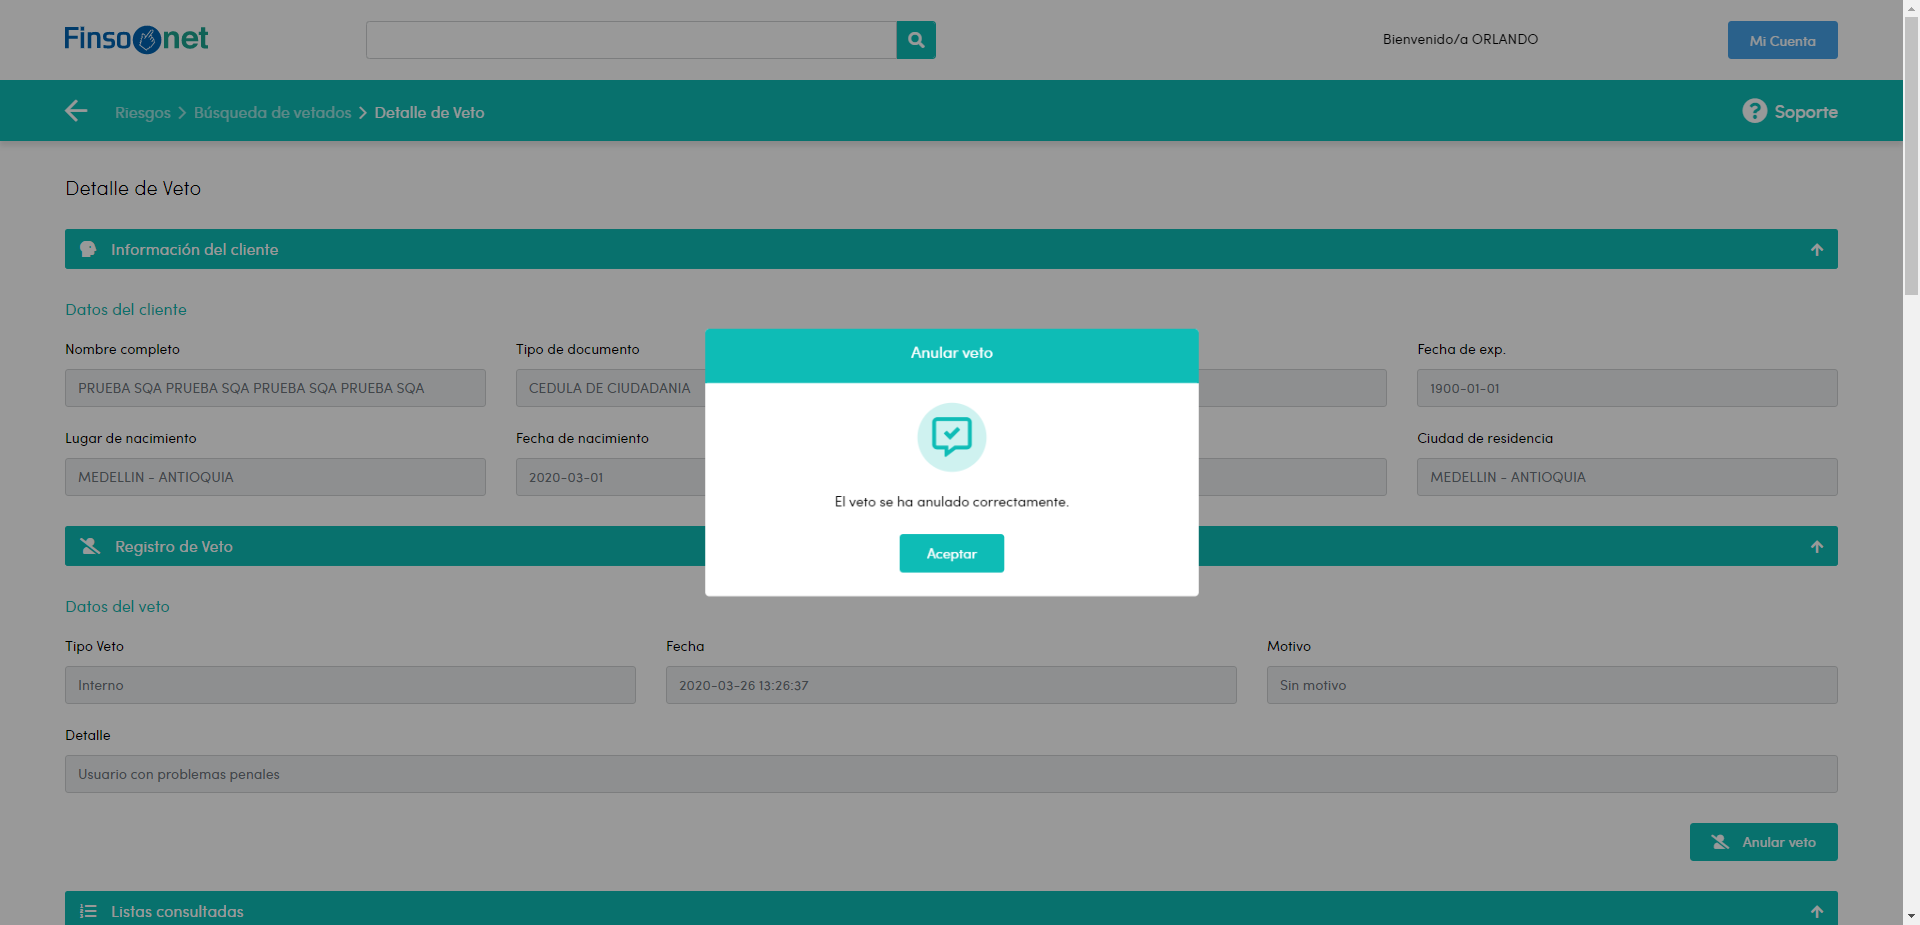 Finsonet
Bienvenido/a ORLANDO
Mi Cuenta
Riesgos > Búsqueda de vetados > Detalle de Veto
Soporte
Detalle de Veto
Información del cliente
Datos del cliente
Nombre completo
Tipo de documento
Fecha de exp.
PRUEBA SQA PRUEBA SQA PRUEBA SQA PRUEBA SQA
CEDULA DE CIUDADANIA
1900-01-01
Lugar de nacimiento
Fecha de nacimiento
Ciudad de residencia
MEDELLIN - ANTIOQUIA
2020-03-01
MEDELLIN - ANTIOQUIA
Anular veto
El veto se ha anulado correctamente.
Aceptar
Registro de Veto
Datos del veto
Tipo Veto
Fecha
Motivo
Interno
2020-03-26 13:26:37
Sin motivo
Detalle
Usuario con problemas penales
Anular veto
Listas consultadas